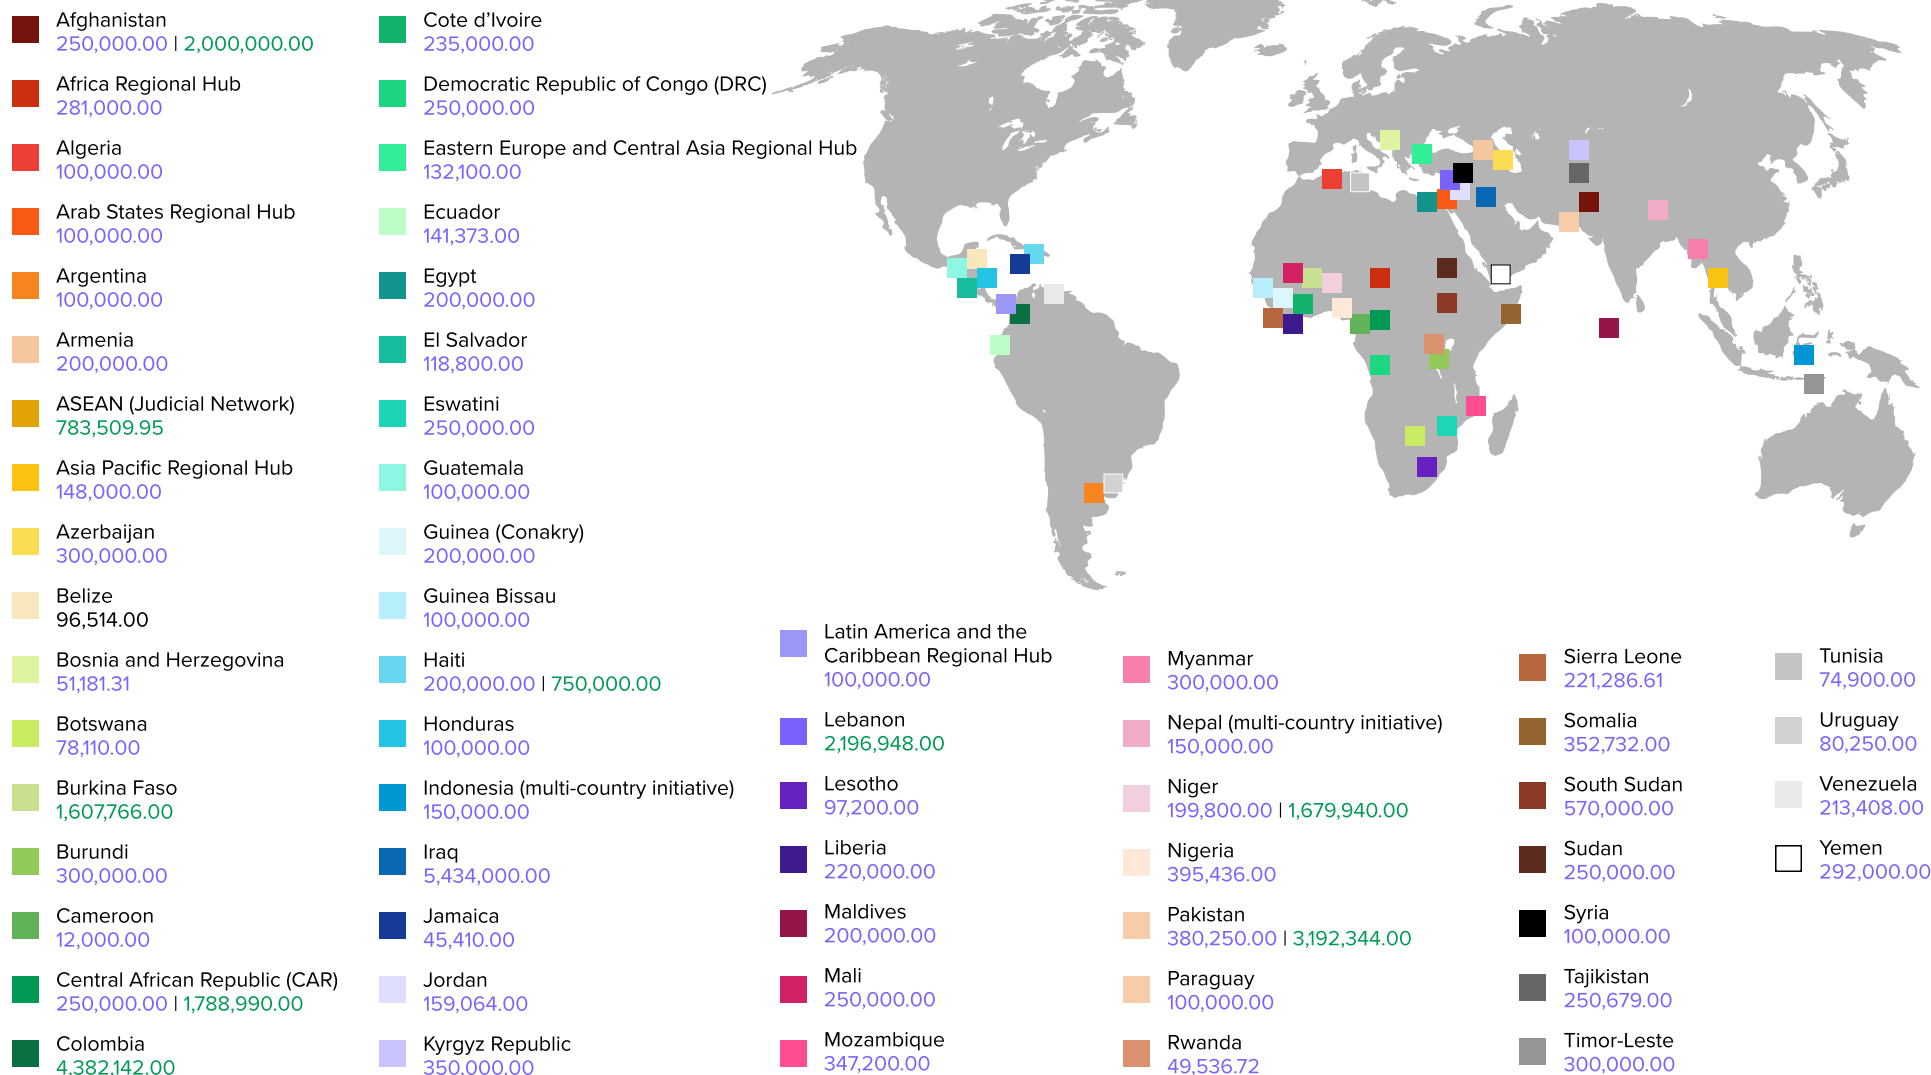 Afghanistan
250,000.00 | 2,000,000.00
Africa Regional Hub
281,000.00
Algeria
100,000.00
Arab States Regional Hub
100,000.00
Argentina
100,000.00
Armenia
200,000.00
ASEAN (Judicial Network)
783,509.95
Asia Pacific Regional Hub
148,000.00
Azerbaijan
300,000.00
Belize
96,514.00
Bosnia and Herzegovina
51,181.31
Botswana
78,110.00
Burkina Faso
1,607,766.00
Burundi
300,000.00
Cameroon
12,000.00
Central African Republic (CAR)
250,000.00 | 1,788,990.00
Colombia
4,382,142.00
Cote d’Ivoire
235,000.00
Democratic Republic of Congo (DRC)
250,000.00
Eastern Europe and Central Asia Regional Hub
132,100.00
Ecuador
141,373.00
Egypt
200,000.00
El Salvador
118,800.00
Eswatini
250,000.00
Guatemala
100,000.00
Guinea (Conakry)
200,000.00
Guinea Bissau
100,000.00
Haiti
200,000.00 | 750,000.00
Honduras
100,000.00
Indonesia (multi-country initiative)
150,000.00
Iraq
5,434,000.00
Jamaica
45,410.00
Jordan
159,064.00
Kyrgyz Republic
350,000.00
Latin America and the
Caribbean Regional Hub
100,000.00
Lebanon
2,196,948.00
Lesotho
97,200.00
Liberia
220,000.00
Maldives
200,000.00
Mali
250,000.00
Mozambique
347,200.00
Myanmar
300,000.00
Nepal (multi-country initiative)
150,000.00
Niger
199,800.00 | 1,679,940.00
Nigeria
395,436.00
Pakistan
380,250.00 | 3,192,344.00
Paraguay
100,000.00
Rwanda
49,536.72
Sierra Leone
221,286.61
Somalia
352,732.00
South Sudan
570,000.00
Sudan
250,000.00
Syria
100,000.00
Tajikistan
250,679.00
Timor-Leste
300,000.00
Tunisia
74,900.00
Uruguay
80,250.00
Venezuela
213,408.00
Yemen
292,000.00